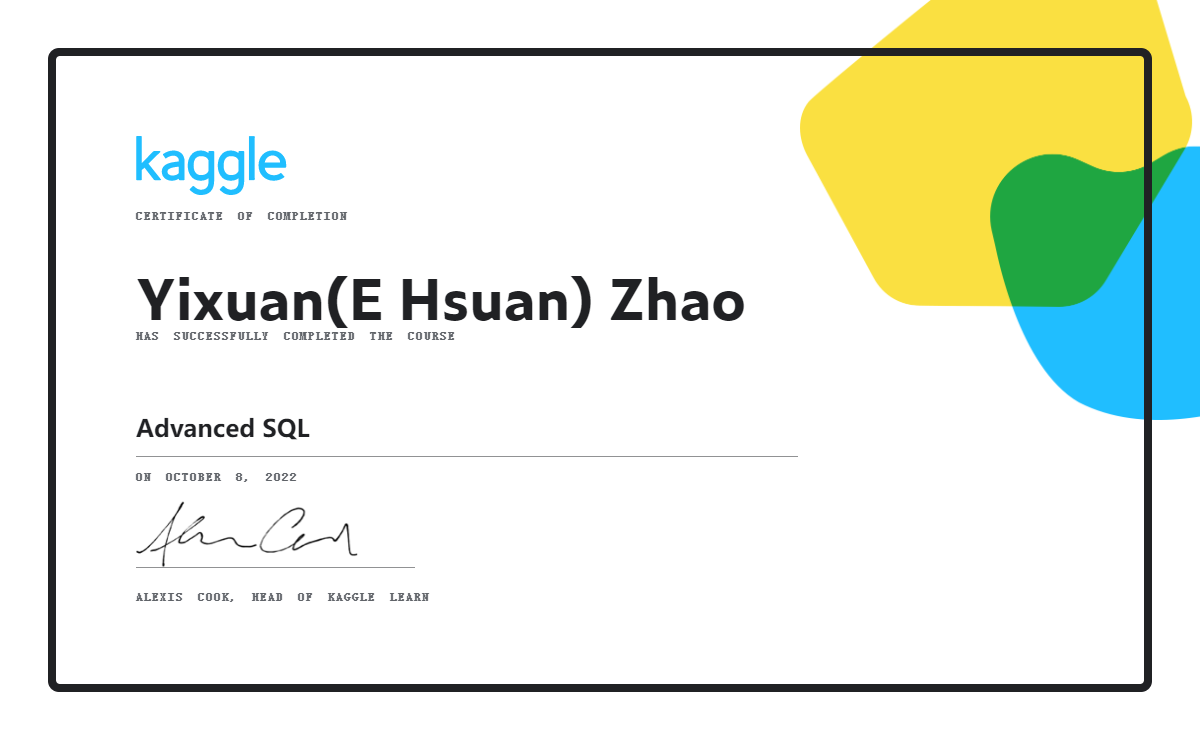 kaggle
CERTIFICATE OF COMPLETION
Yixuan(E Hsuan) Zhao
HAS SUCCESSFULLY COMPLETED THE COURSE
Advanced SQL
ON OCTOBER 8, 2022
ALEXIS COOK, HEAD OF KAGGLE LEARN